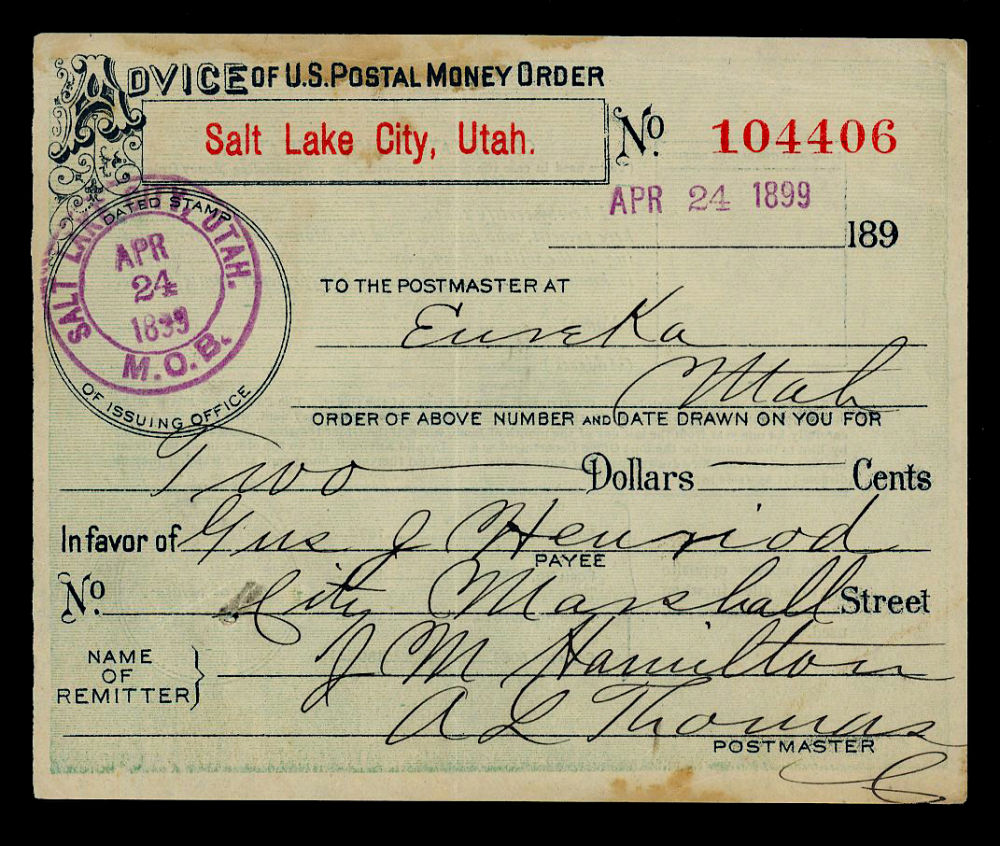 ADVICE OF U.S. POSTAL MONEY ORDER
Salt Lake City, Utah.
No. 104406
APR 24 1899
189
DATED STAMP
SALT LAKE CITY, UTAH.
APR
24
1899
M.O.B.
OF ISSUING OFFICE
TO THE POSTMASTER AT
Eureka
Utah
ORDER OF ABOVE NUMBER AND DATE DRAWN ON YOU FOR
Two Dollars Cents
In favor of Gus J Henriod
PAYEE
No. City Marshall Street
NAME OF REMITTER } J M Hamilton
A L Thomas
POSTMASTER